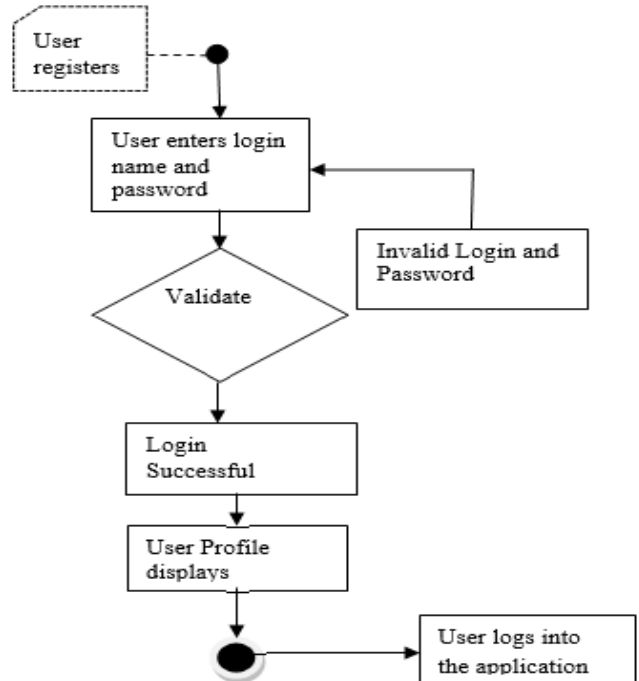 User
registers
User enters login
name and
password
Invalid Login and
Password
Validate
Login
Successful
User Profile
displays
User logs into
the application